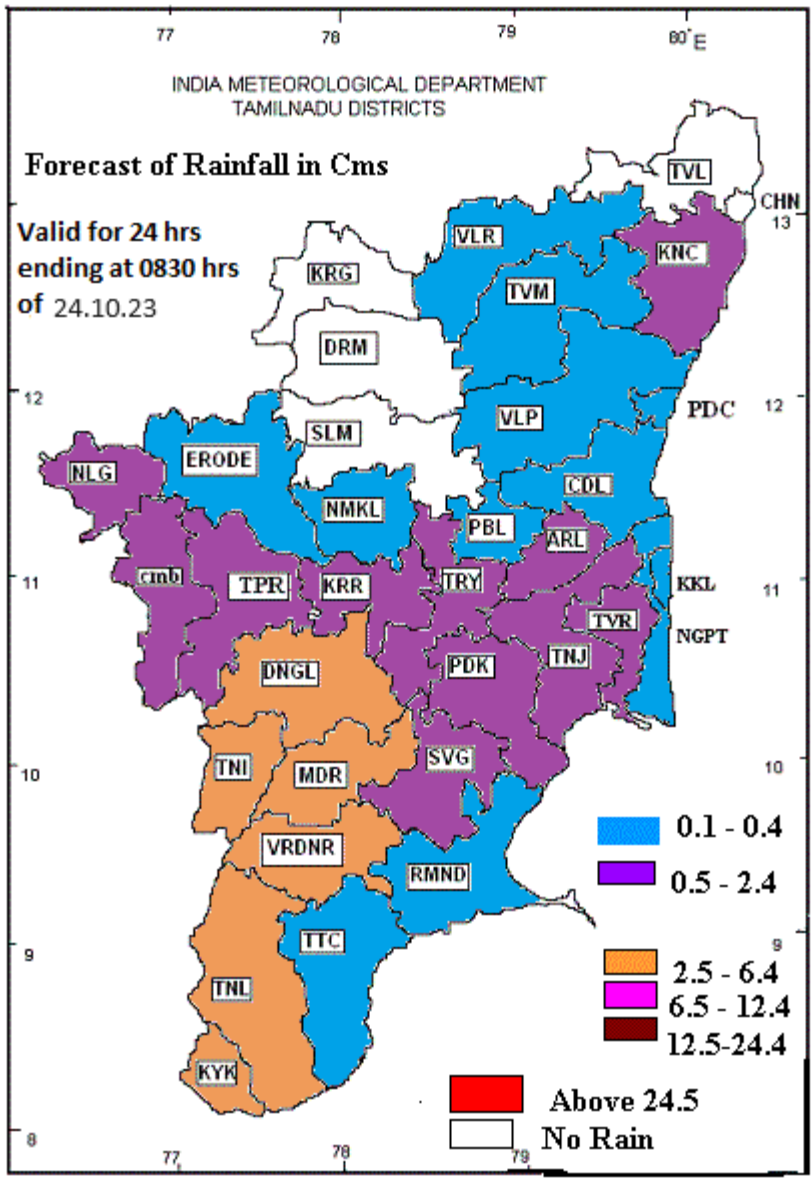 77 78 79 80°E
INDIA METEOROLOGICAL DEPARTMENT
TAMILNADU DISTRICTS
Forecast of Rainfall in Cms
Valid for 24 hrs
ending at 0830 hrs
of 24.10.23
TVL
CHN
13
VLR
KNC
KRG
TVM
DRM
12
12
VLP
PDC
SLM
ERODE
NLG
CDL
NMKL
PBL
ARL
11
11
cmb
TPR
KRR
TRY
KKL
TVR
NGPT
DNGL
PDK
TNJ
10
10
TNI
MDR
SVG
VRDNR
RMND
0.1 - 0.4
0.5 - 2.4
9
9
TTC
TNL
2.5 - 6.4
6.5 - 12.4
12.5-24.4
KYK
Above 24.5
No Rain
8
77 78 79